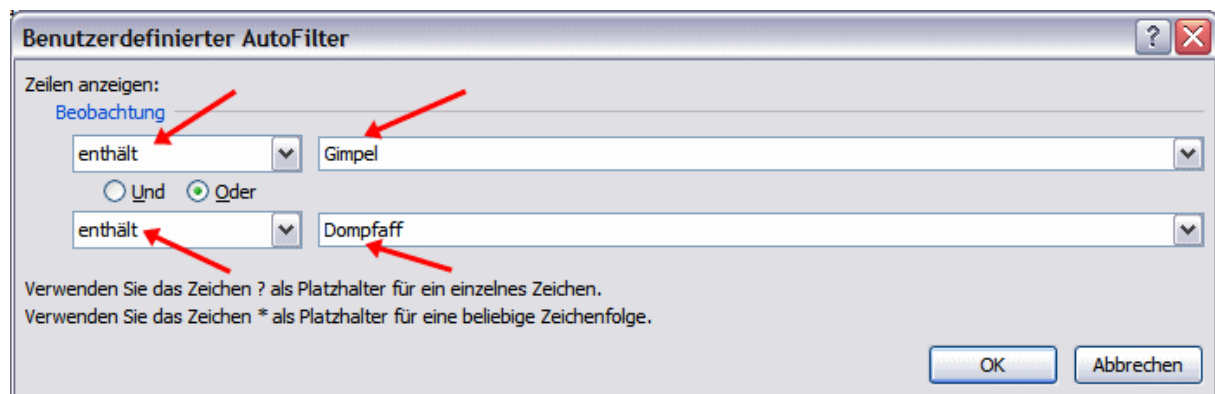 Benutzerdefinierter AutoFilter ?
Zeilen anzeigen:
Beobachtung
enthält Gimpel
Und Oder
enthält Dompfaff
Verwenden Sie das Zeichen ? als Platzhalter für ein einzelnes Zeichen.
Verwenden Sie das Zeichen * als Platzhalter für eine beliebige Zeichenfolge.
OK Abbrechen